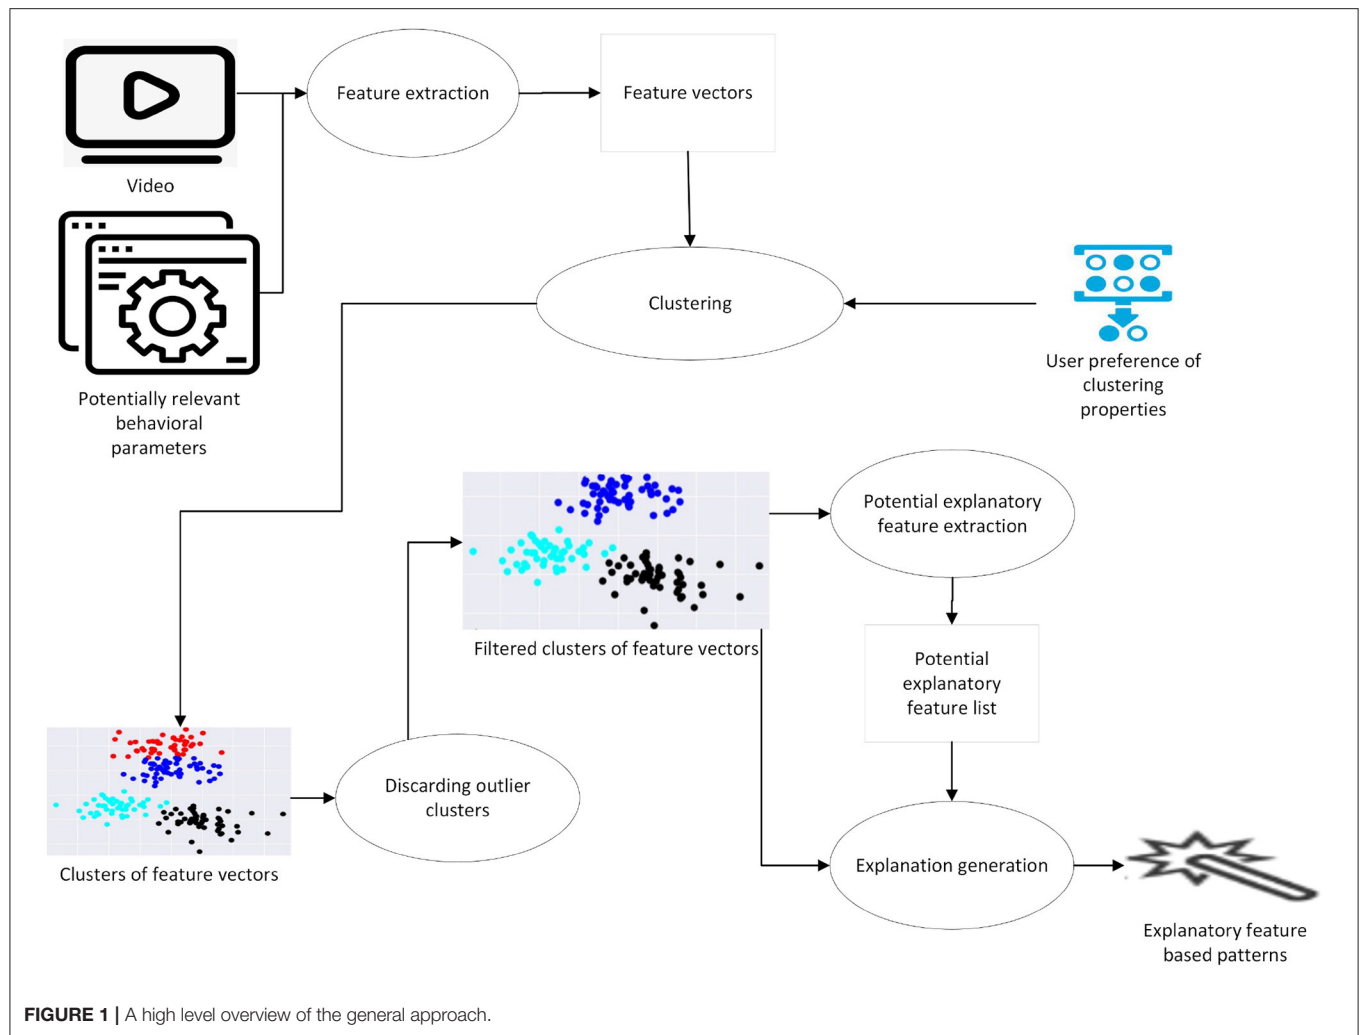 Feature extraction
Feature vectors
Video
Clustering
User preference of
clustering
properties
Potentially relevant
behavioral
parameters
Potential explanatory
feature extraction
Filtered clusters of feature vectors
Potential
explanatory
feature list
Discarding outlier
clusters
Clusters of feature vectors
Explanation generation
Explanatory feature
based patterns
FIGURE 1 | A high level overview of the general approach.